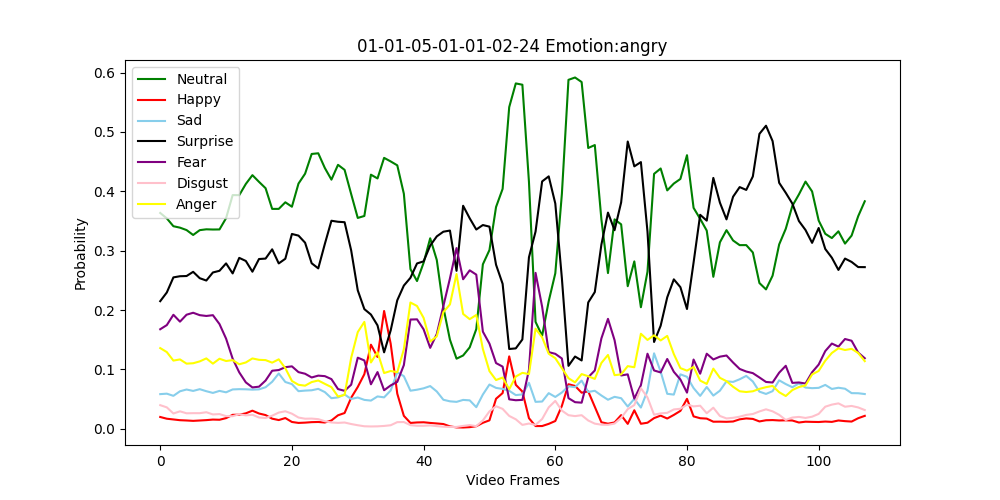 01-01-05-01-01-02-24 Emotion:angry
0.6
0.5
0.4
0.3
0.2
0.1
0.0
Probability
Neutral
Happy
Sad
Surprise
Fear
Disgust
Anger
0 20 40 60 80 100
Video Frames